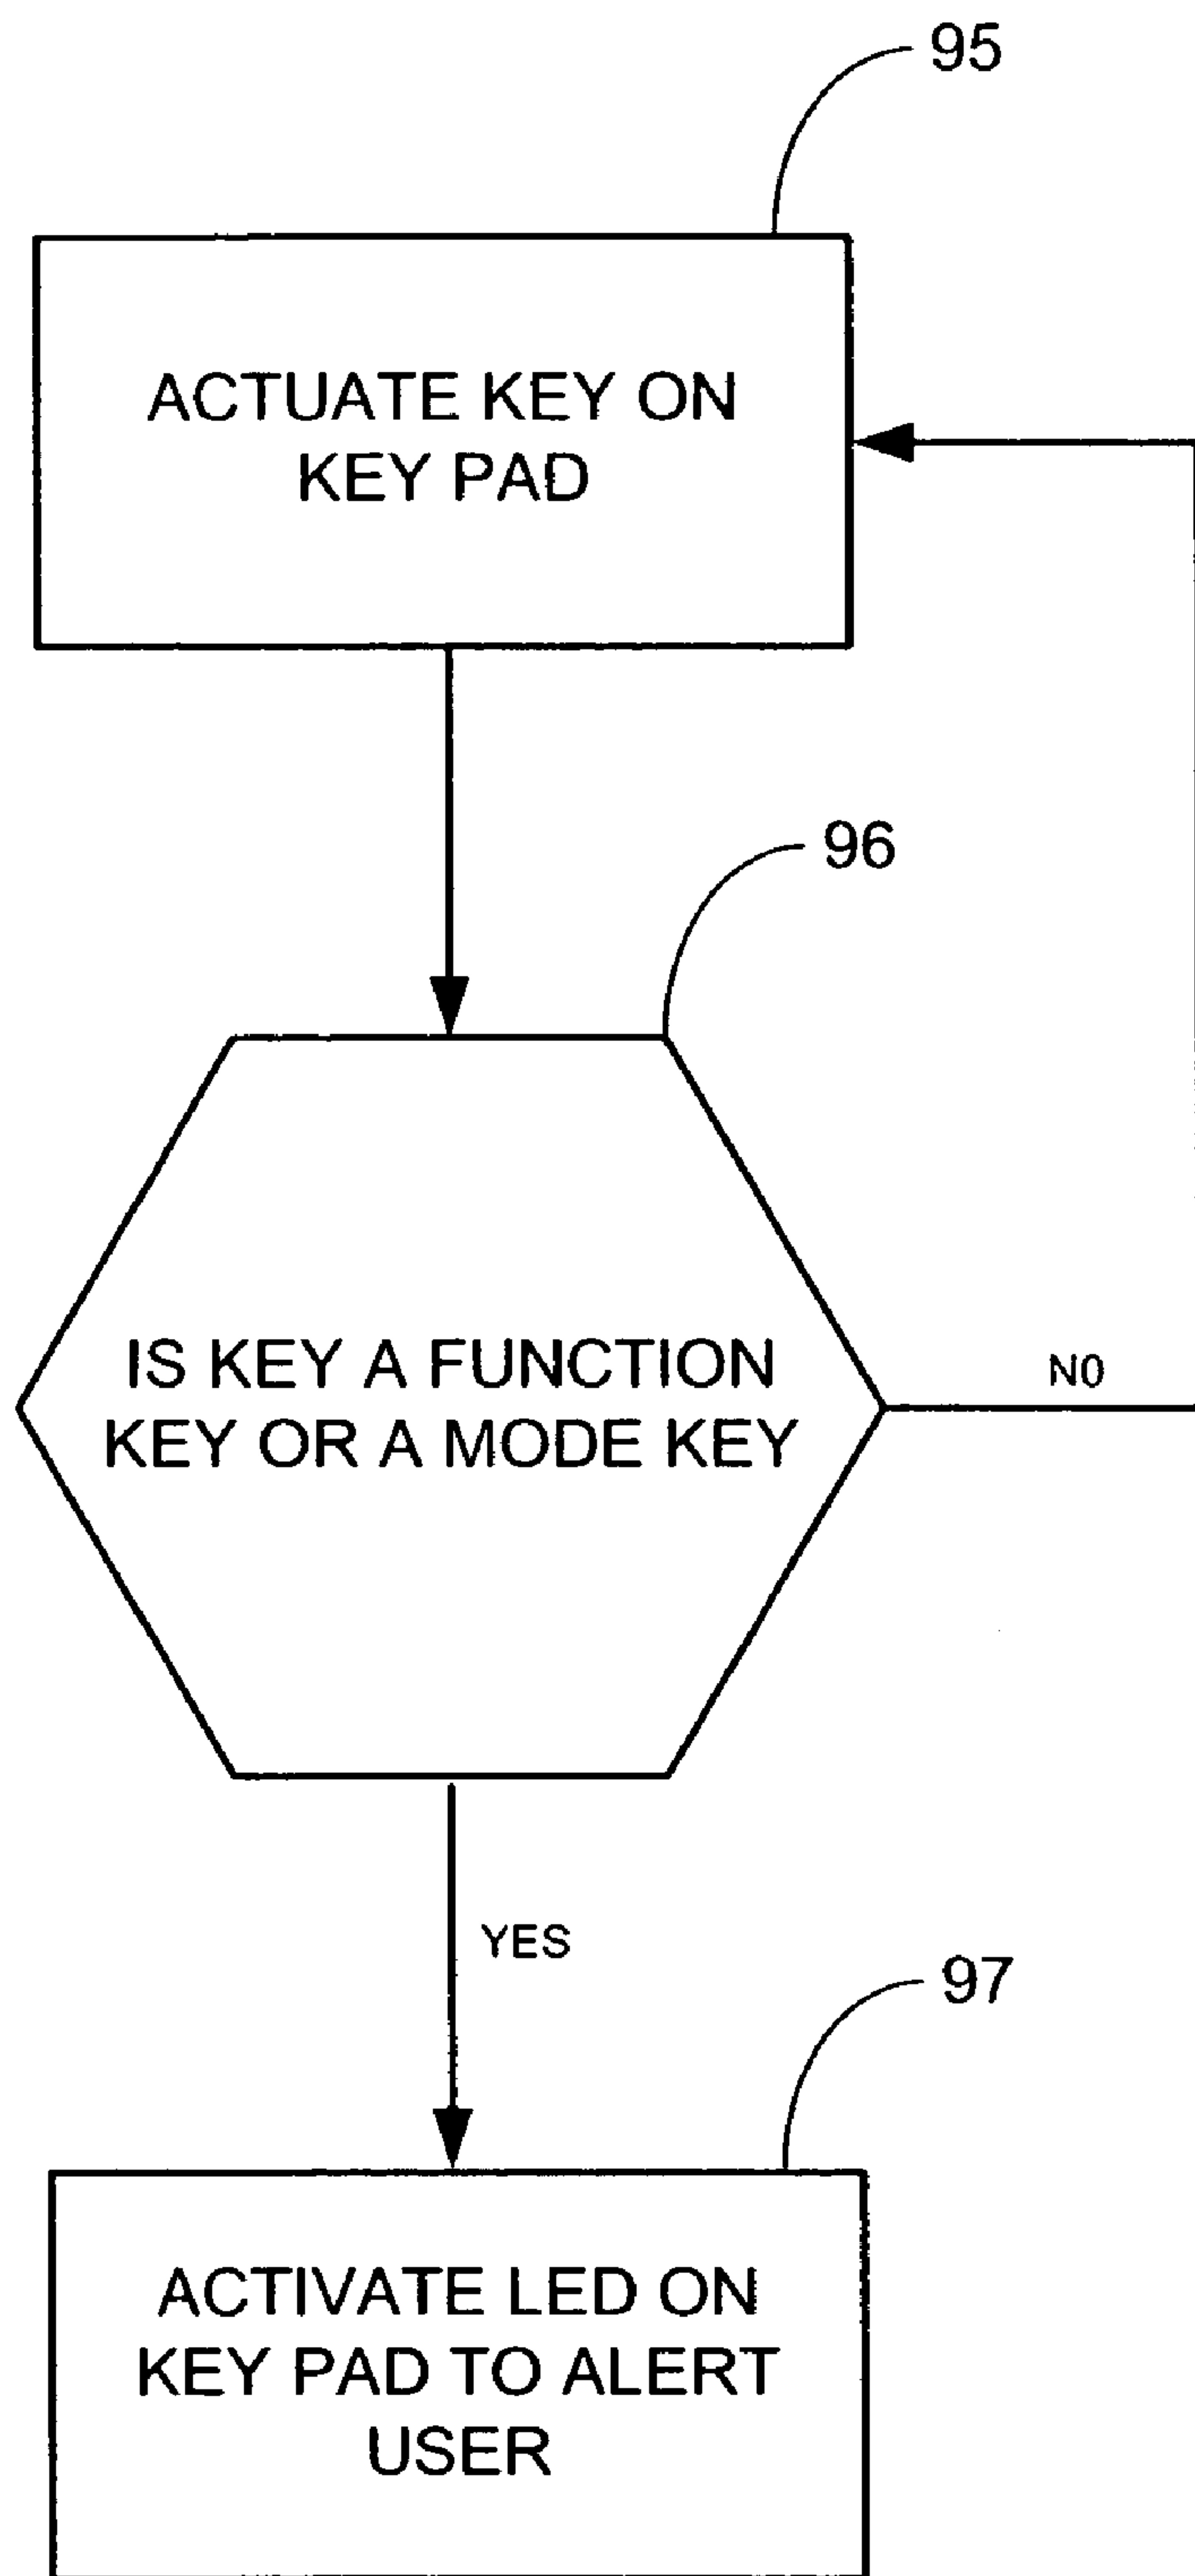 95
ACTUATE KEY ON
KEY PAD
96
IS KEY A FUNCTION
KEY OR A MODE KEY
N0
YES
97
ACTIVATE LED ON
KEY PAD TO ALERT
USER